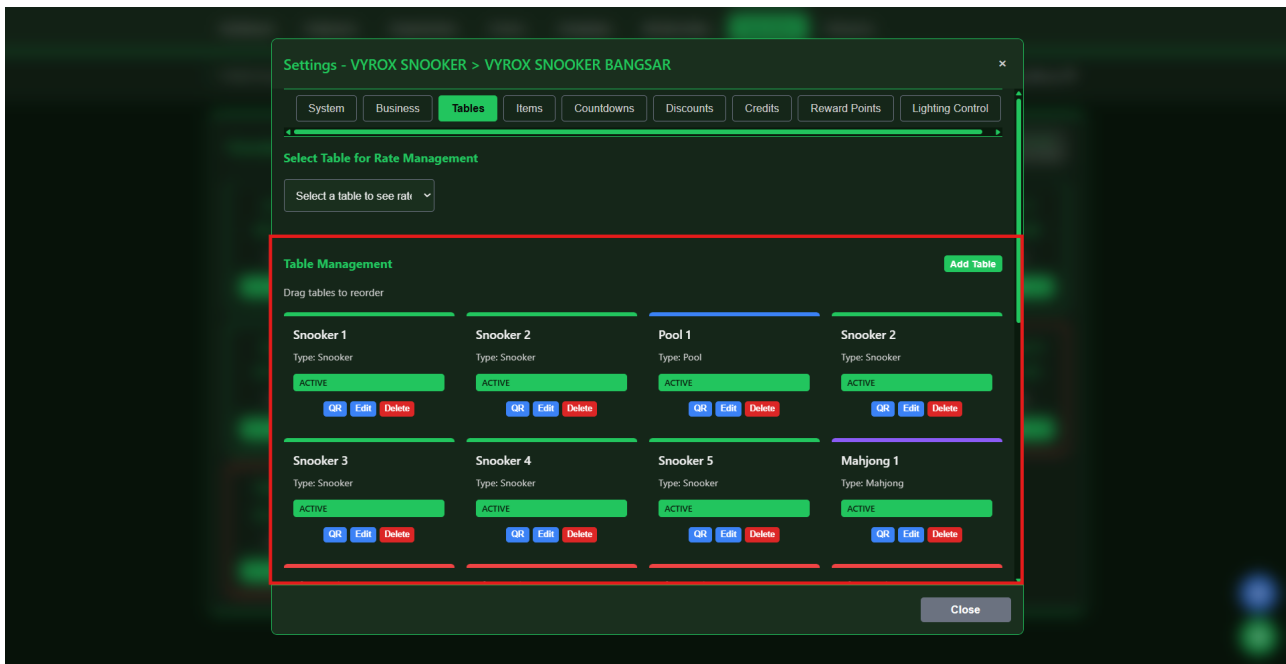 Settings - VYROX SNOOKER > VYROX SNOOKER BANGSAR
×
System Business Tables Items Countdowns Discounts Credits Reward Points Lighting Control
Select Table for Rate Management
Select a table to see rat
Table Management
Add Table
Drag tables to reorder
Snooker 1 Snooker 2 Pool 1 Snooker 2
Type: Snooker Type: Snooker Type: Pool Type: Snooker
ACTIVE ACTIVE ACTIVE ACTIVE
QR Edit Delete QR Edit Delete QR Edit Delete QR Edit Delete
Snooker 3 Snooker 4 Snooker 5 Mahjong 1
Type: Snooker Type: Snooker Type: Snooker Type: Mahjong
ACTIVE ACTIVE ACTIVE ACTIVE
QR Edit Delete QR Edit Delete QR Edit Delete QR Edit Delete
Close